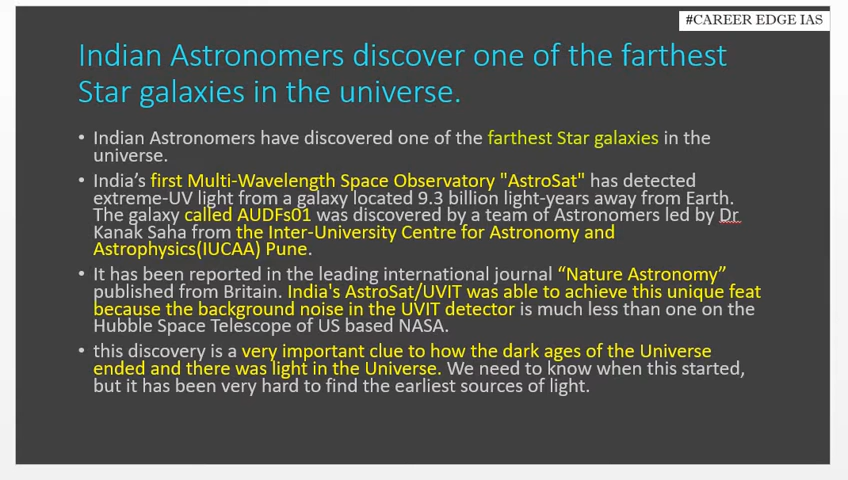 #CAREER EDGE IAS
Indian Astronomers discover one of the farthest
Star galaxies in the universe.
• Indian Astronomers have discovered one of the farthest Star galaxies in the
universe.
• India's first Multi-Wavelength Space Observatory "AstroSat" has detected
extreme-UV light from a galaxy located 9.3 billion light-years away from Earth.
The galaxy called AUDFs01 was discovered by a team of Astronomers led by Dr
Kanak Saha from the Inter-University Centre for Astronomy and
Astrophysics(IUCAA) Pune.
• It has been reported in the leading international journal “Nature Astronomy”
published from Britain. India's AstroSat/UVIT was able to achieve this unique feat
because the background noise in the UVIT detector is much less than one on the
Hubble Space Telescope of US based NASA.
• this discovery is a very important clue to how the dark ages of the Universe
ended and there was light in the Universe. We need to know when this started,
but it has been very hard to find the earliest sources of light.